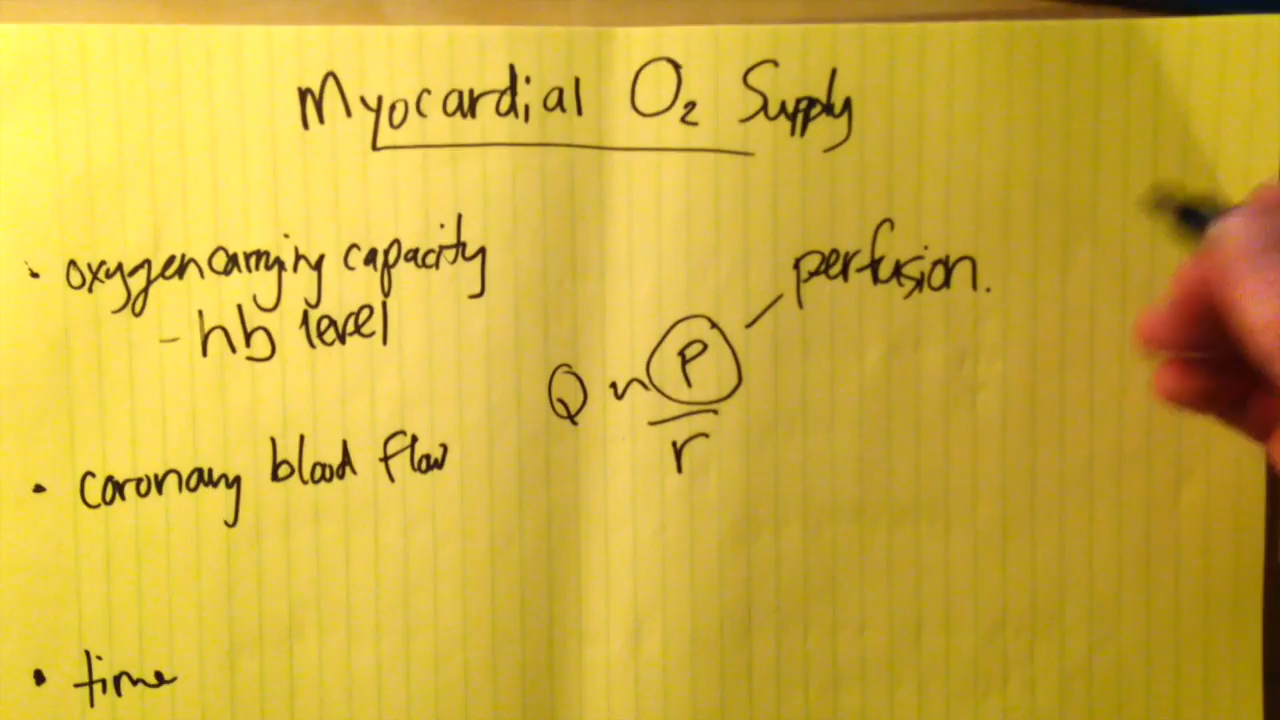 Myocardial O2 Supply
• oxygen carrying capacity
- hb level
perfusion.
Q ~ P
r
• coronary blood flow
• time